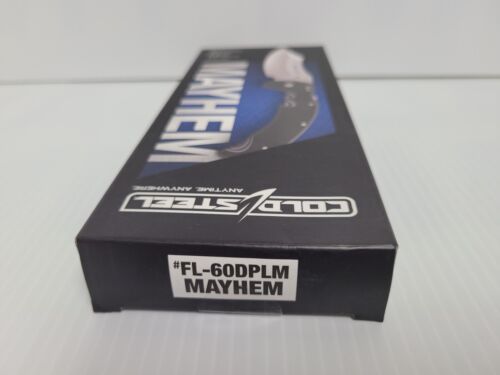 MAYHEM
COLD STEEL
ANYTIME. ANYWHERE.
#FL-60DPLM
MAYHEM